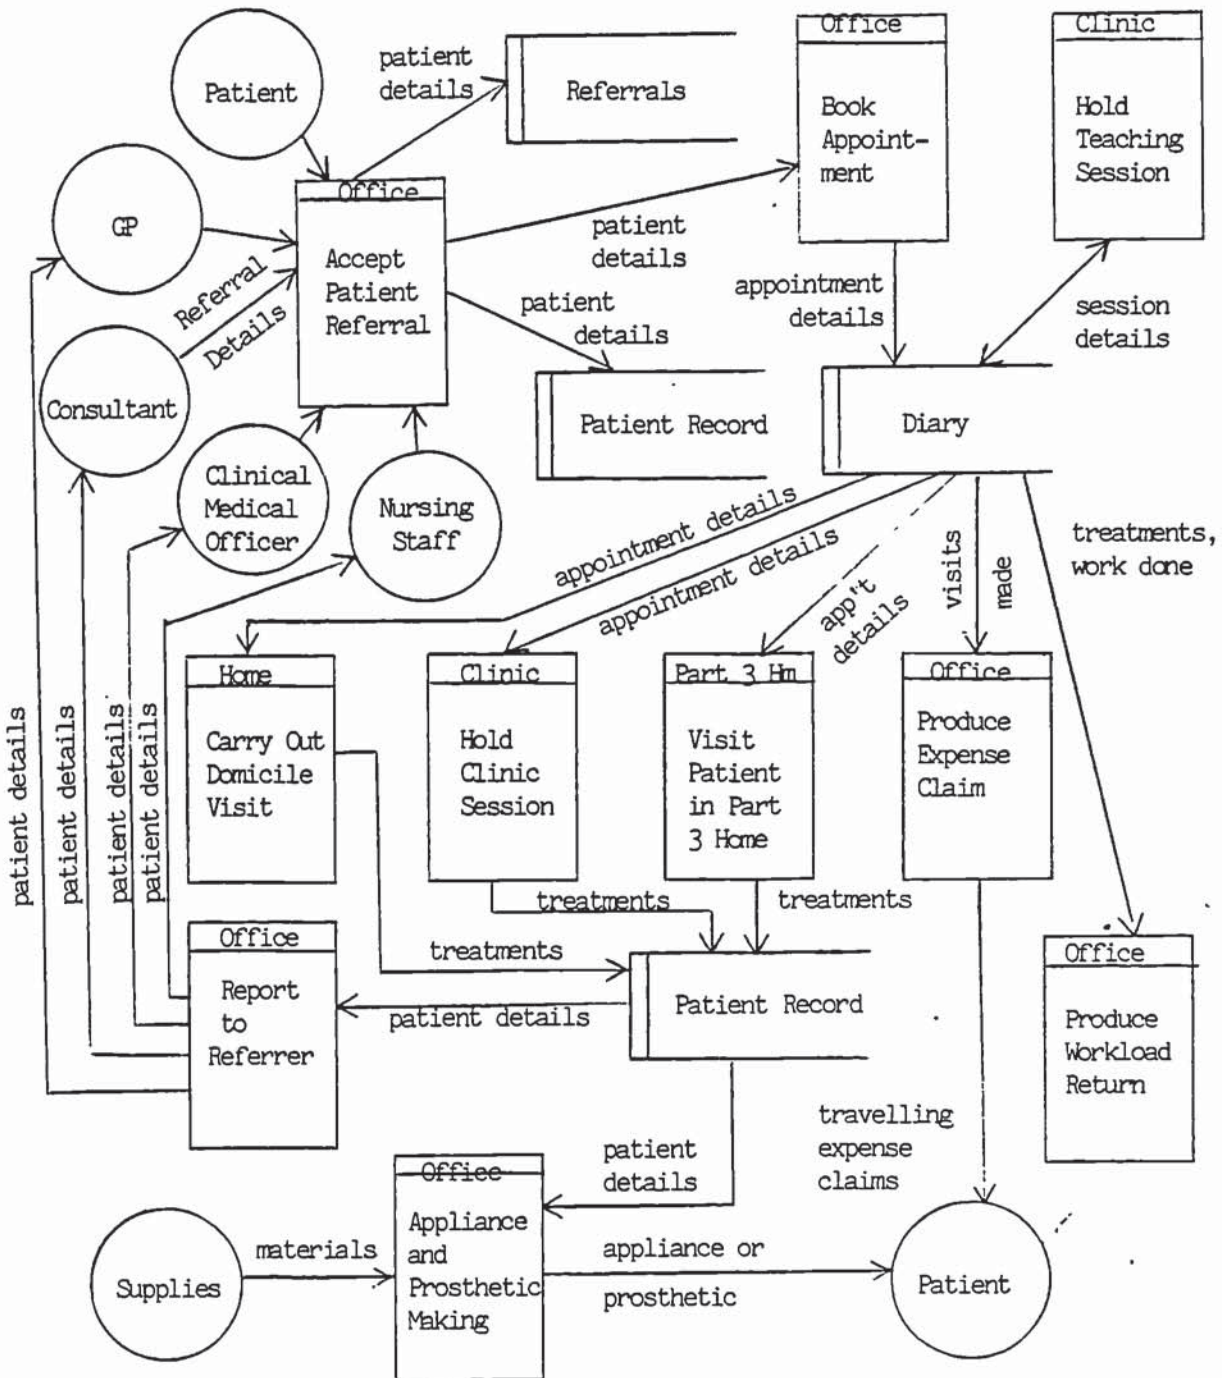 Patient
patient
details
Referrals
Office
Book
Appoint-
ment
Clinic
Hold
Teaching
Session
GP
Office
Accept
Patient
Referral
Referral
Details
patient
details
patient
details
appointment
details
session
details
Consultant
Patient Record
Diary
Clinical
Medical
Officer
Nursing
Staff
appointment details
appointment details
app't
details
visits
made
treatments,
work done
patient details
patient details
patient details
patient details
Home
Carry Out
Domicile
Visit
Clinic
Hold
Clinic
Session
Part 3 Hm
Visit
Patient
in Part
3 Home
Office
Produce
Expense
Claim
treatments
treatments
treatments
Office
Report
to
Referrer
patient details
Patient Record
Office
Produce
Workload
Return
patient
details
travelling
expense
claims
Supplies
materials
Office
Appliance
and
Prosthetic
Making
appliance or
prosthetic
Patient